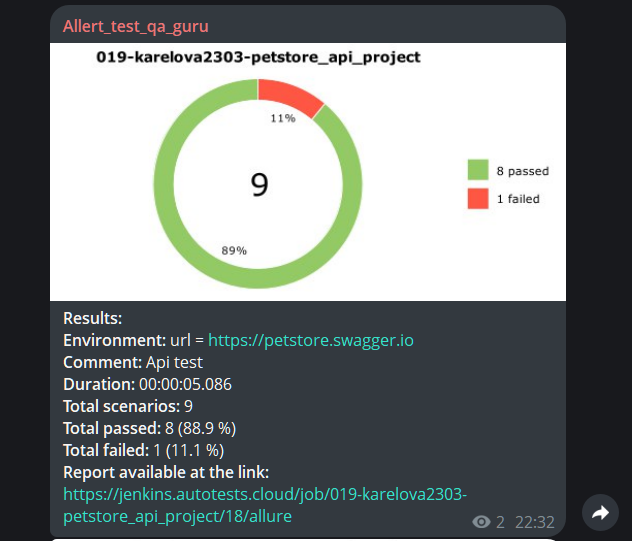 Allert_test_qa_guru
019-karelova2303-petstore_api_project
11%
9
8 passed
1 failed
89%
Results:
Environment: url = https://petstore.swagger.io
Comment: Api test
Duration: 00:00:05.086
Total scenarios: 9
Total passed: 8 (88.9 %)
Total failed: 1 (11.1 %)
Report available at the link:
https://jenkins.autotests.cloud/job/019-karelova2303-
petstore_api_project/18/allure
2 22:32